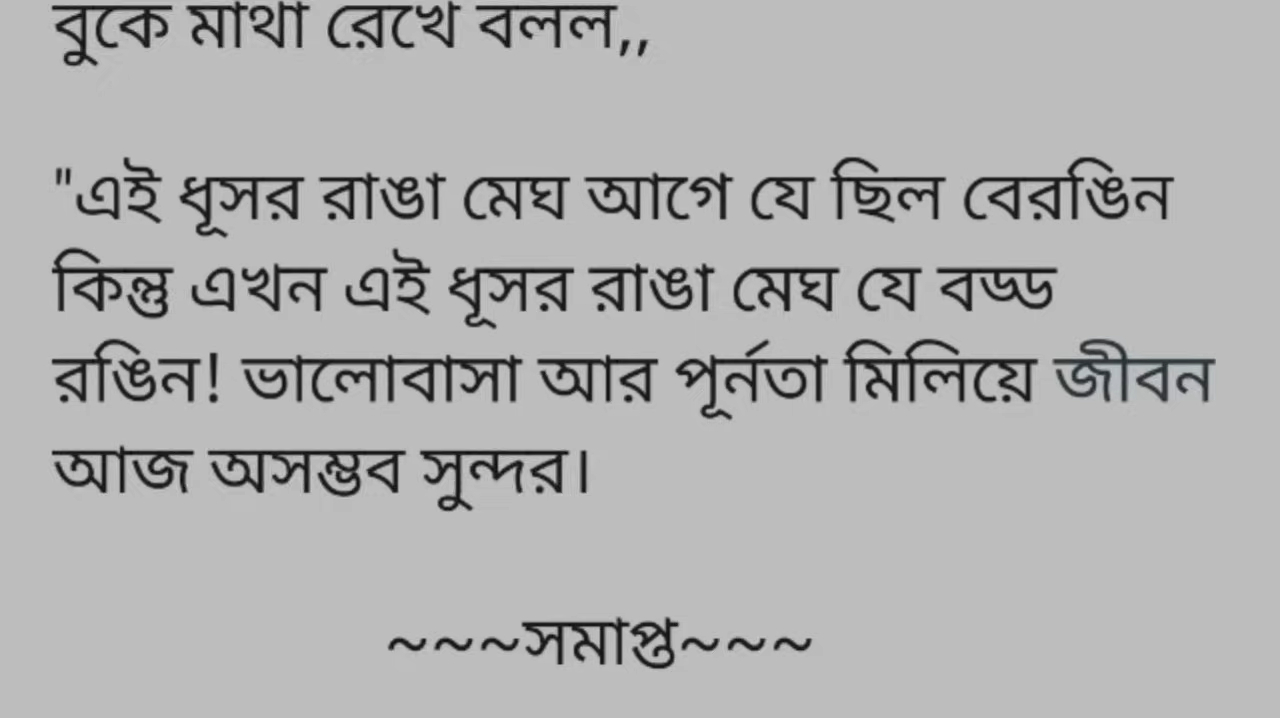 বুকে মাথা রেখে বলল,,
"এই ধূসর রাঙা মেঘ আগে যে ছিল বেরঙিন
কিন্তু এখন এই ধূসর রাঙা মেঘ যে বড্ড
রঙিন! ভালোবাসা আর পূর্নতা মিলিয়ে জীবন
আজ অসম্ভব সুন্দর।
~~~সমাপ্ত~~~